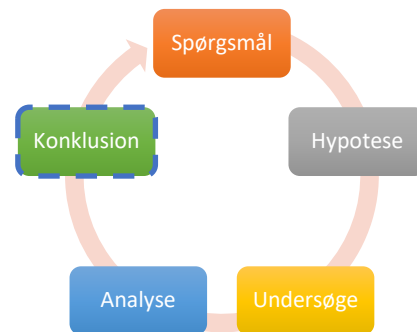 Spørgsmål
Hypotese
Undersøge
Analyse
Konklusion